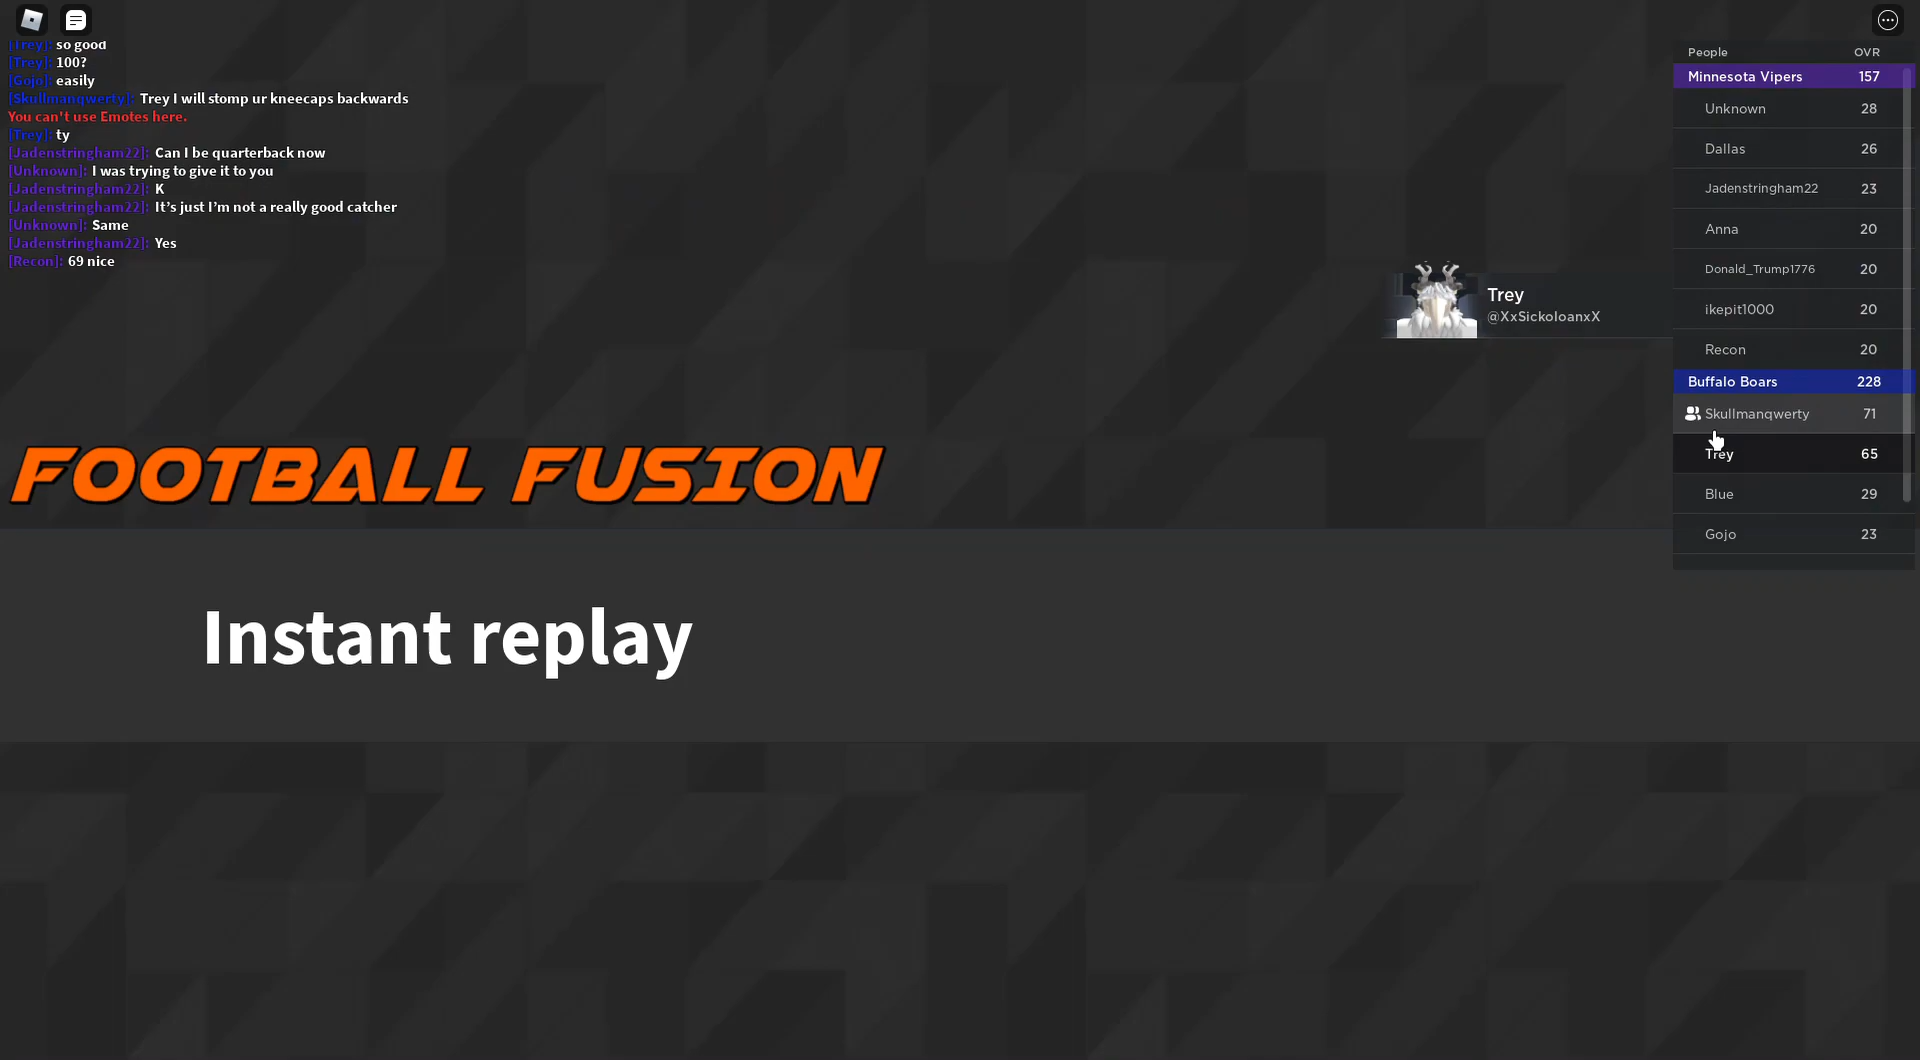 [Trey]: so good
[Trey]: 100?
[Gojo]: easily
[Skullmanqwerty]: Trey I will stomp ur kneecaps backwards
You can't use Emotes here.
[Trey]: ty
[Jadenstringham22]: Can I be quarterback now
[Unknown]: I was trying to give it to you
[Jadenstringham22]: K
[Jadenstringham22]: It’s just I’m not a really good catcher
[Unknown]: Same
[Jadenstringham22]: Yes
[Recon]: 69 nice
FOOTBALL FUSION
Instant replay
Trey
@XxSickoloanxX
People OVR
Minnesota Vipers 157
Unknown 28
Dallas 26
Jadenstringham22 23
Anna 20
Donald_Trump1776 20
ikepit1000 20
Recon 20
Buffalo Boars 228
Skullmanqwerty 71
Trey 65
Blue 29
Gojo 23